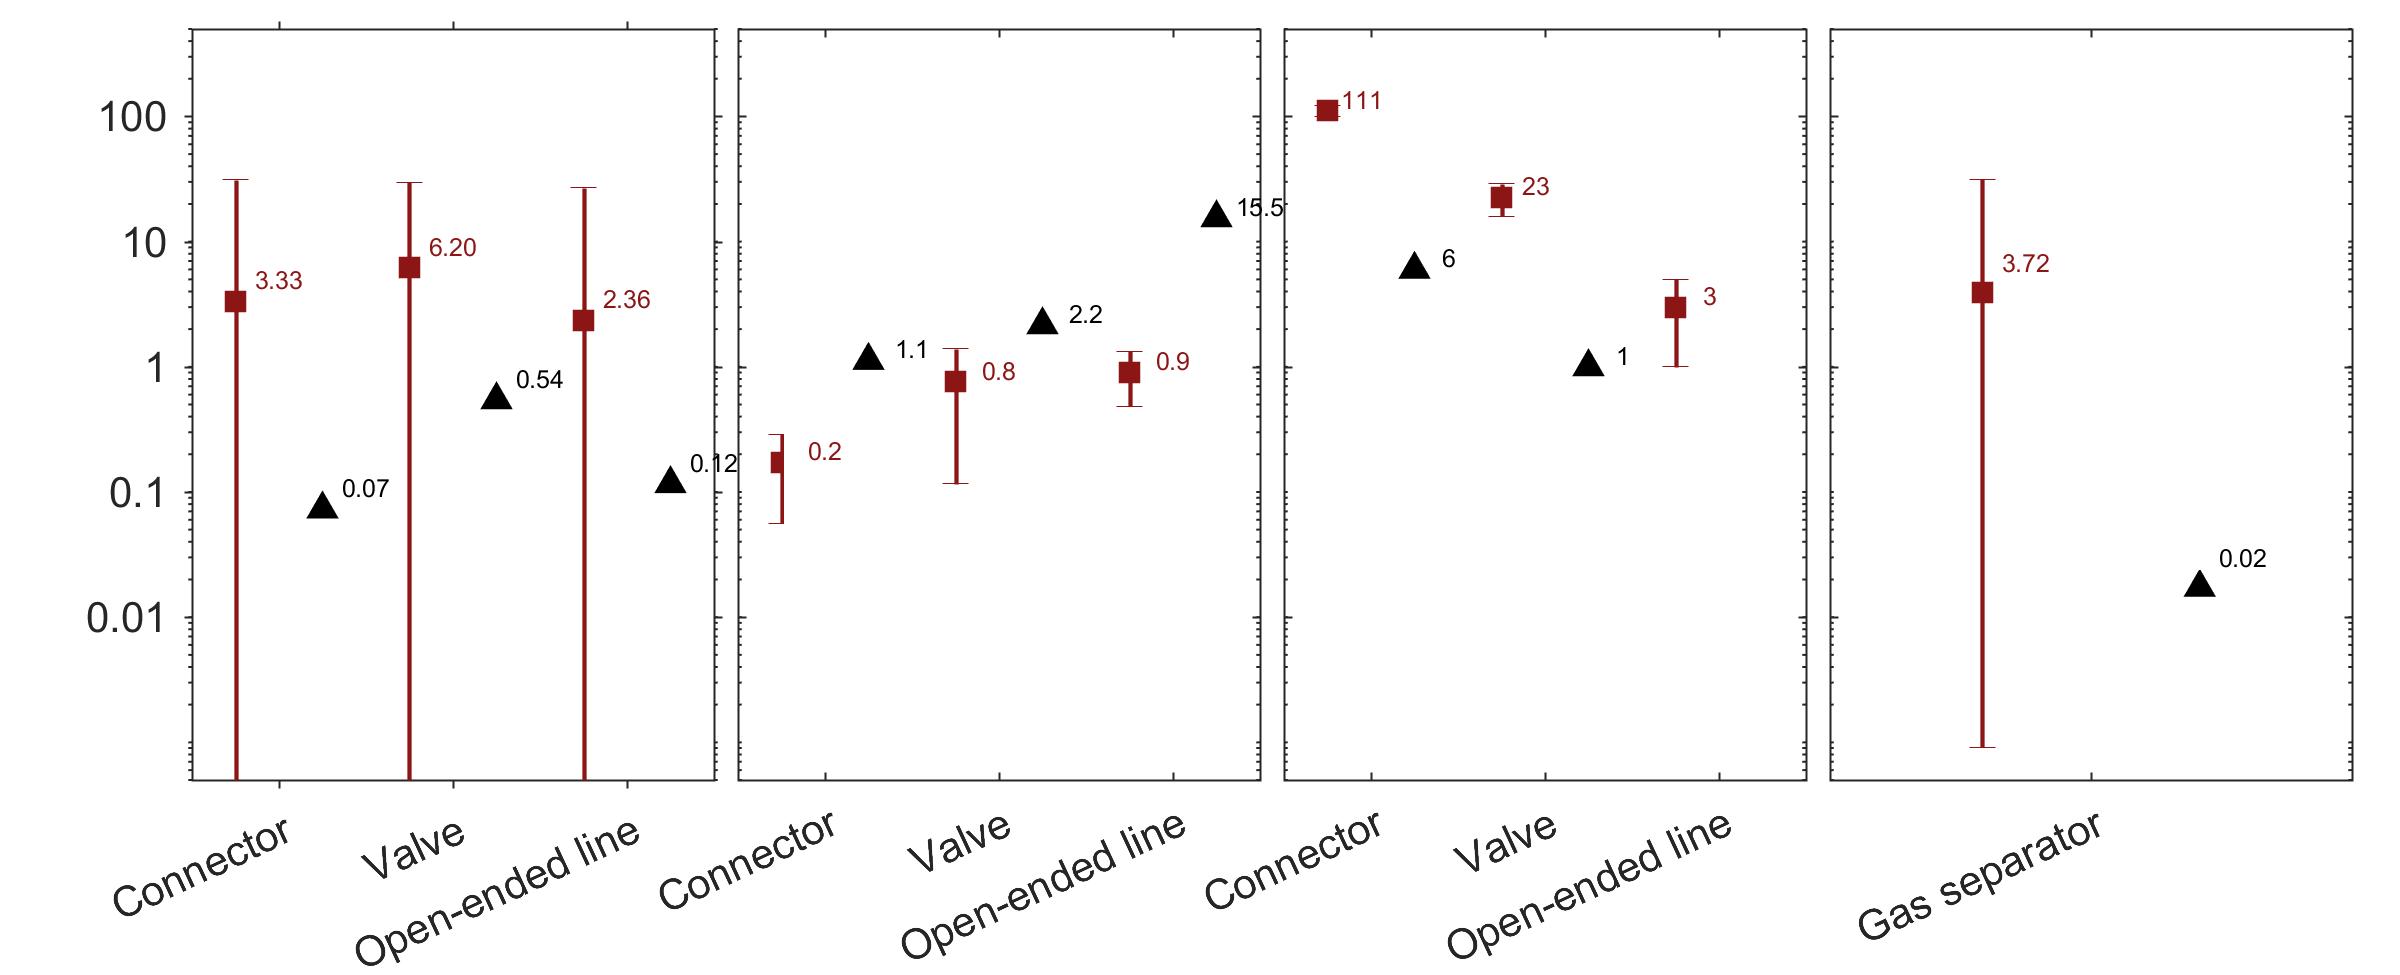 100
10
1
0.1
0.01
3.33
0.07
6.20
0.54
2.36
0.12
0.2
1.1
0.8
2.2
0.9
15.5
111
6
23
1
3
3.72
0.02
Connector
Valve
Open-ended line
Connector
Valve
Open-ended line
Connector
Valve
Open-ended line
Gas separator